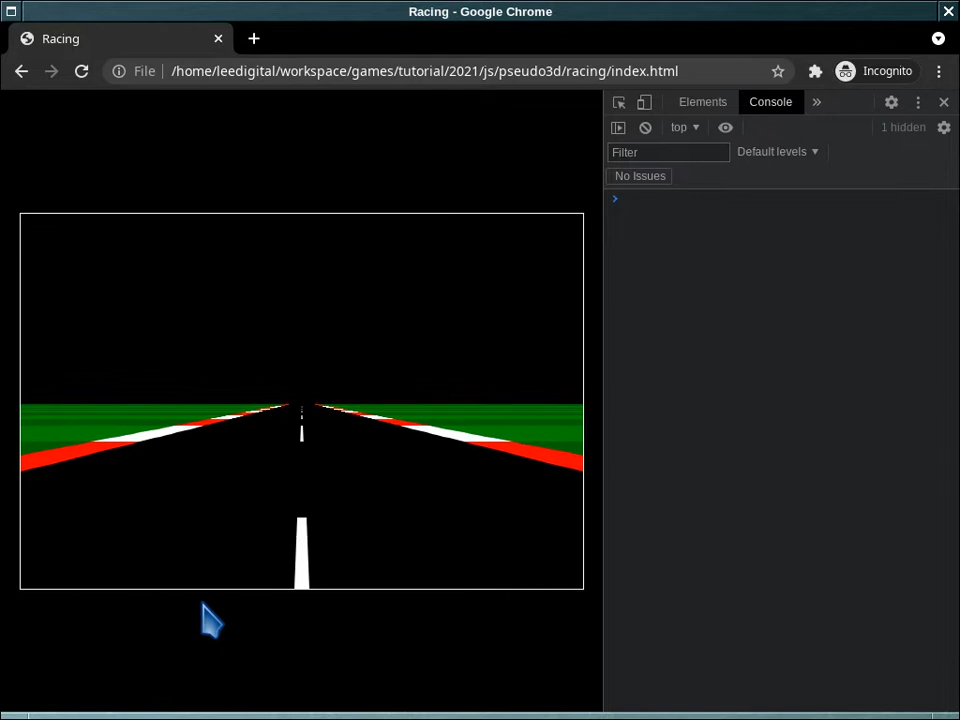 Racing - Google Chrome
Racing
File /home/leedigital/workspace/games/tutorial/2021/js/pseudo3d/racing/index.html Incognito
Elements Console
top 1 hidden
Filter Default levels
No Issues